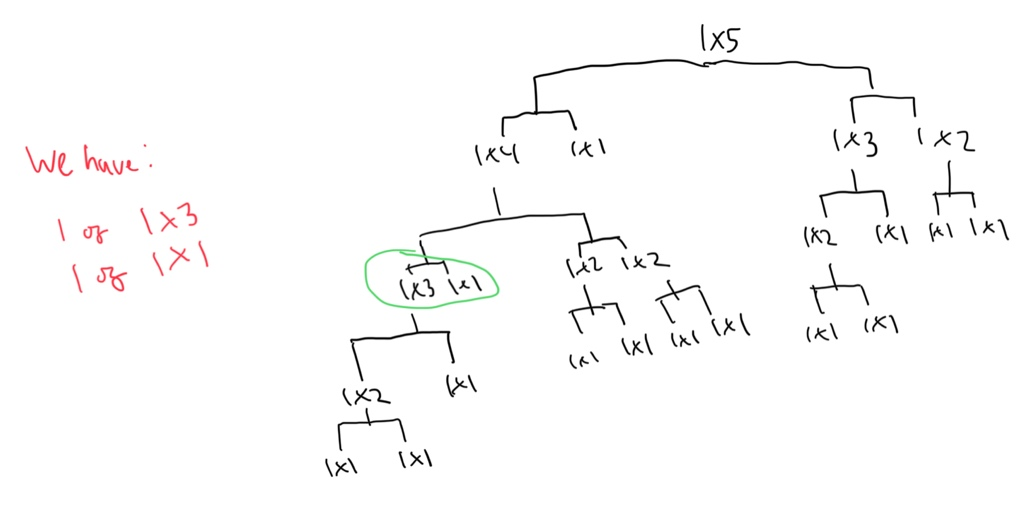 1x5
1x4 1x1 1x3 1x2
We have:
1x2 1x1 1x1 1x1
1 of 1x3
1 of 1x1
1x3 1x1 1x2 1x2
1x1 1x1 1x1 1x1 1x1 1x1
1x2 1x1
1x1 1x1